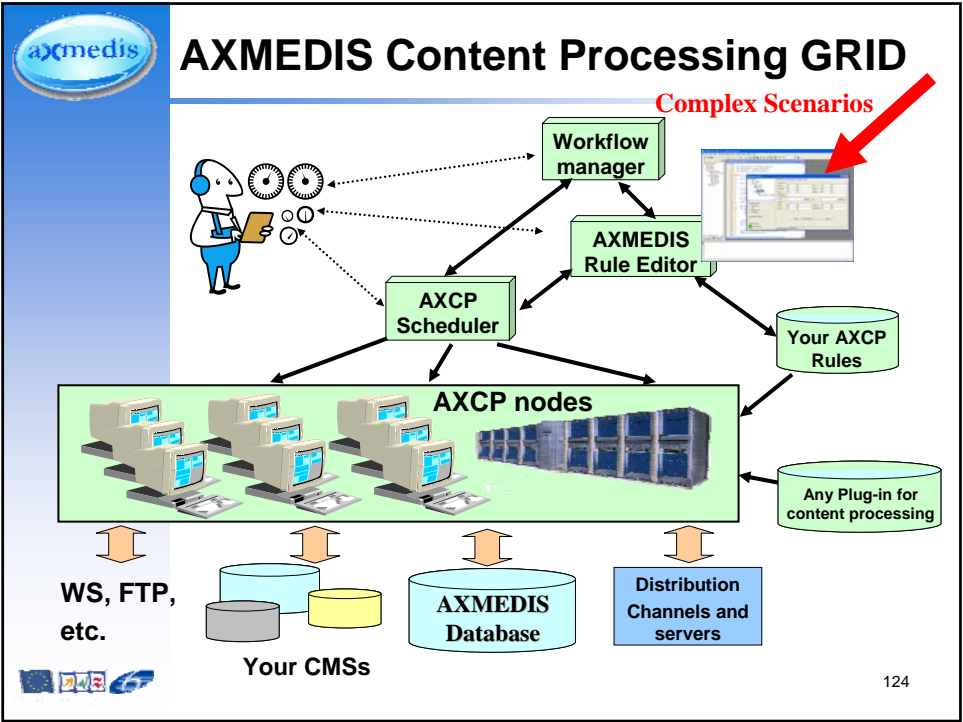 axmedis
AXMEDIS Content Processing GRID
Complex Scenarios
Workflow
manager
AXMEDIS
Rule Editor
AXCP
Scheduler
Your AXCP
Rules
AXCP nodes
Any Plug-in for
content processing
WS, FTP,
etc.
Your CMSs
AXMEDIS
Database
Distribution
Channels and
servers
124